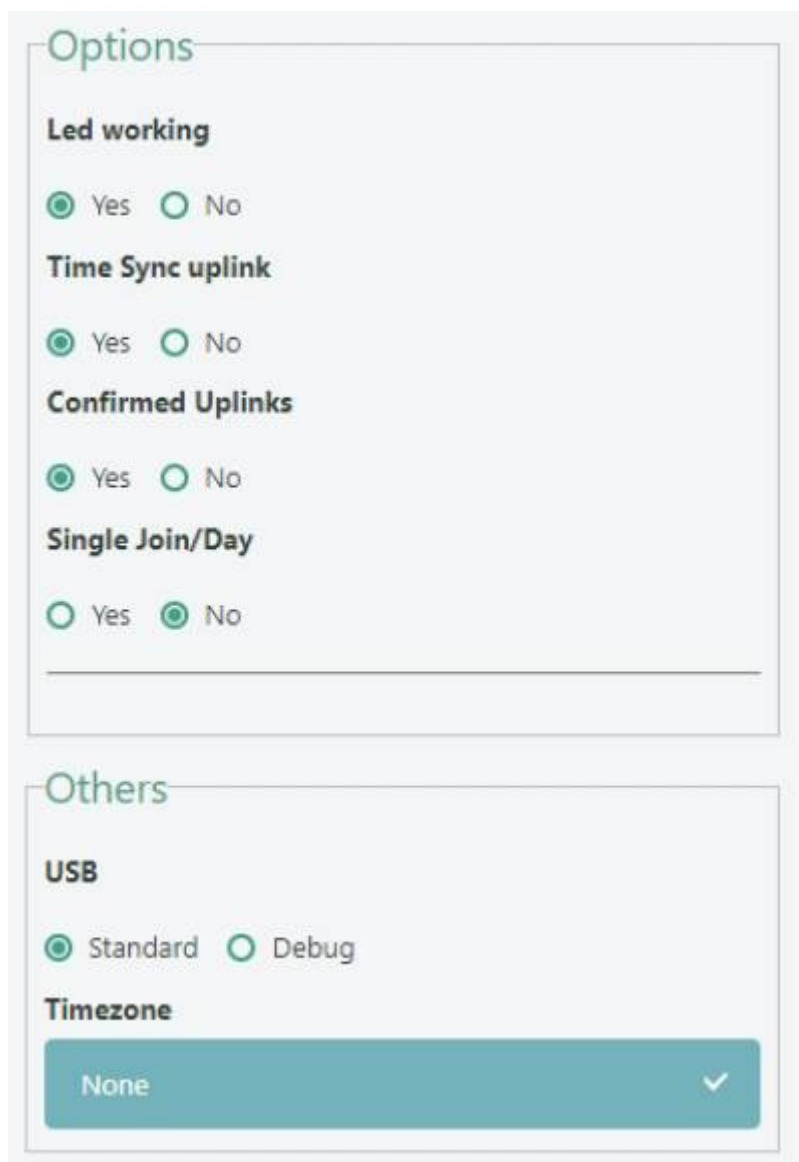 Options
Led working
Yes No
Time Sync uplink
Yes No
Confirmed Uplinks
Yes No
Single Join/Day
Yes No
Others
USB
Standard Debug
Timezone
None